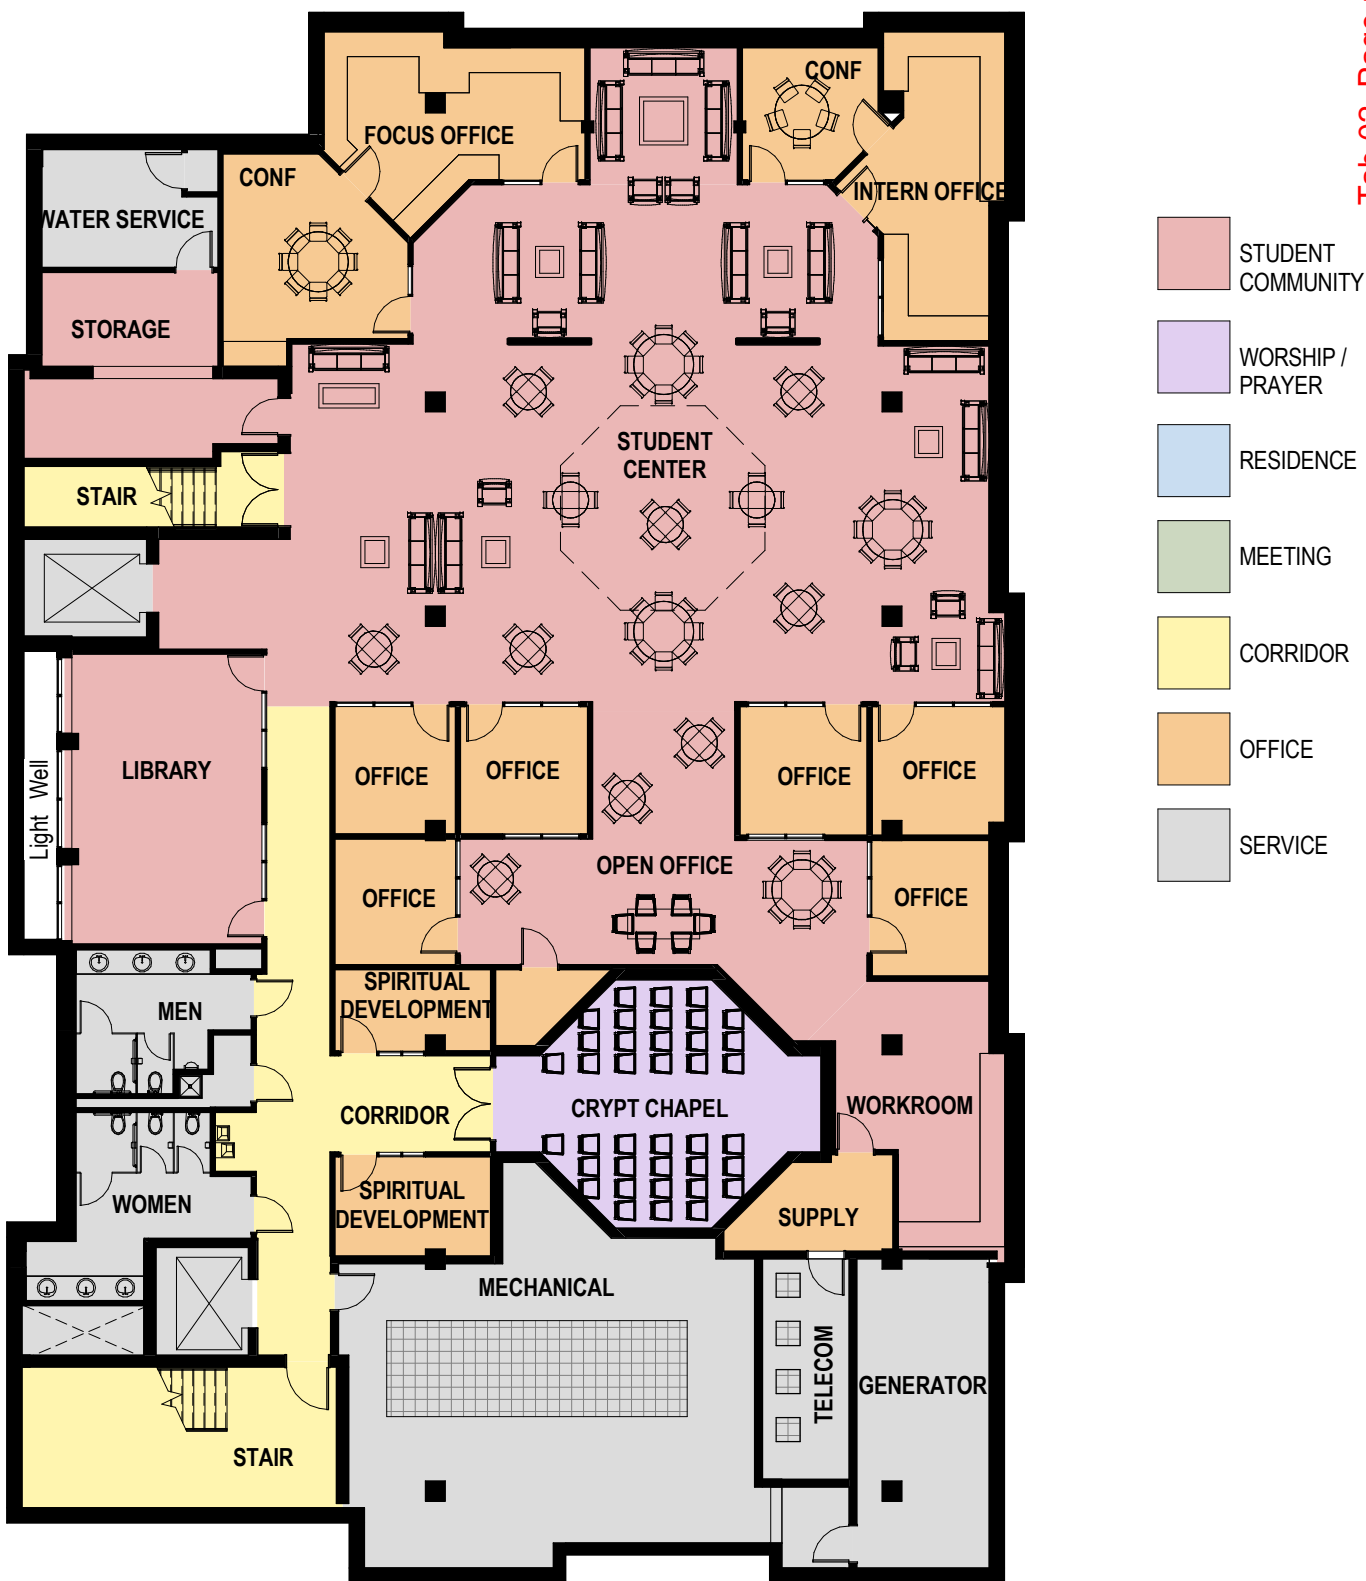 CONF
FOCUS OFFICE
CONF
INTERN OFFICE
WATER SERVICE
STORAGE
STUDENT
CENTER
STAIR
LIBRARY
Light Well
OFFICE
OFFICE
OFFICE
OFFICE
OPEN OFFICE
OFFICE
OFFICE
SPIRITUAL
DEVELOPMENT
MEN
CORRIDOR
CRYPT CHAPEL
WORKROOM
WOMEN
SPIRITUAL
DEVELOPMENT
SUPPLY
MECHANICAL
TELECOM
GENERATOR
STAIR
STUDENT
COMMUNITY
WORSHIP /
PRAYER
RESIDENCE
MEETING
CORRIDOR
OFFICE
SERVICE